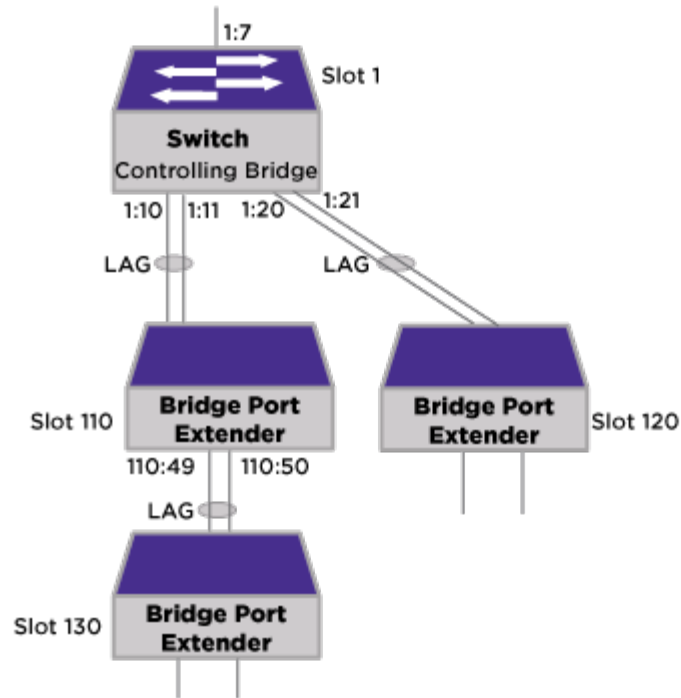 1:7
Slot 1
Switch
Controlling Bridge
1:10
1:11
1:20
1:21
LAG
LAG
Slot 110
Bridge Port
Extender
Bridge Port
Extender
Slot 120
110:49
110:50
LAG
Slot 130
Bridge Port
Extender